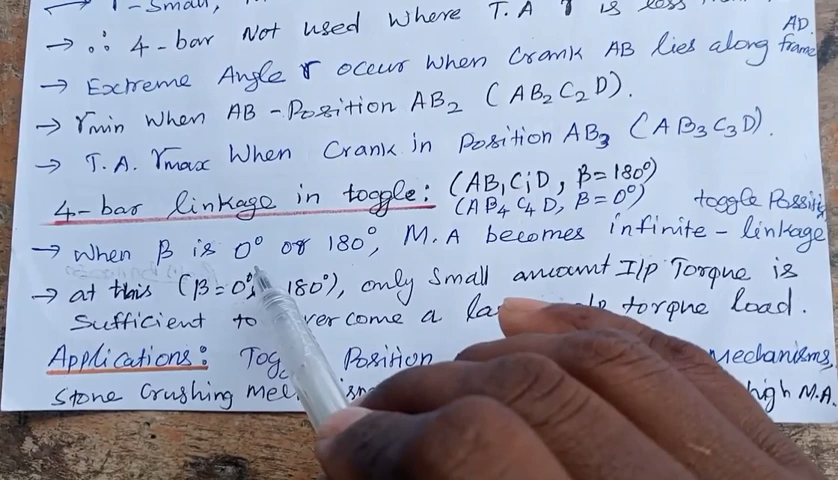 → r-Small,
→ ∴ 4-bar Not used where T.A r is less
→ Extreme Angle r occur when Crank AB lies along frame AD.
→ rmin when AB-Position AB2 (AB2C2D).
→ T.A. rmax when Crank in Position AB3 (AB3C3D).
4-bar linkage in toggle: (AB1C1D, β=180°)
(AB4C4D, β=0°) toggle
→ when β is 0° or 180°, M.A becomes infinite - linkage
→ at this (β=0°, 180°), only Small amount I/p Torque is
Sufficient to overcome a torque load.
Applications: Position Mechanisms.
Stone Crushing high M.A.